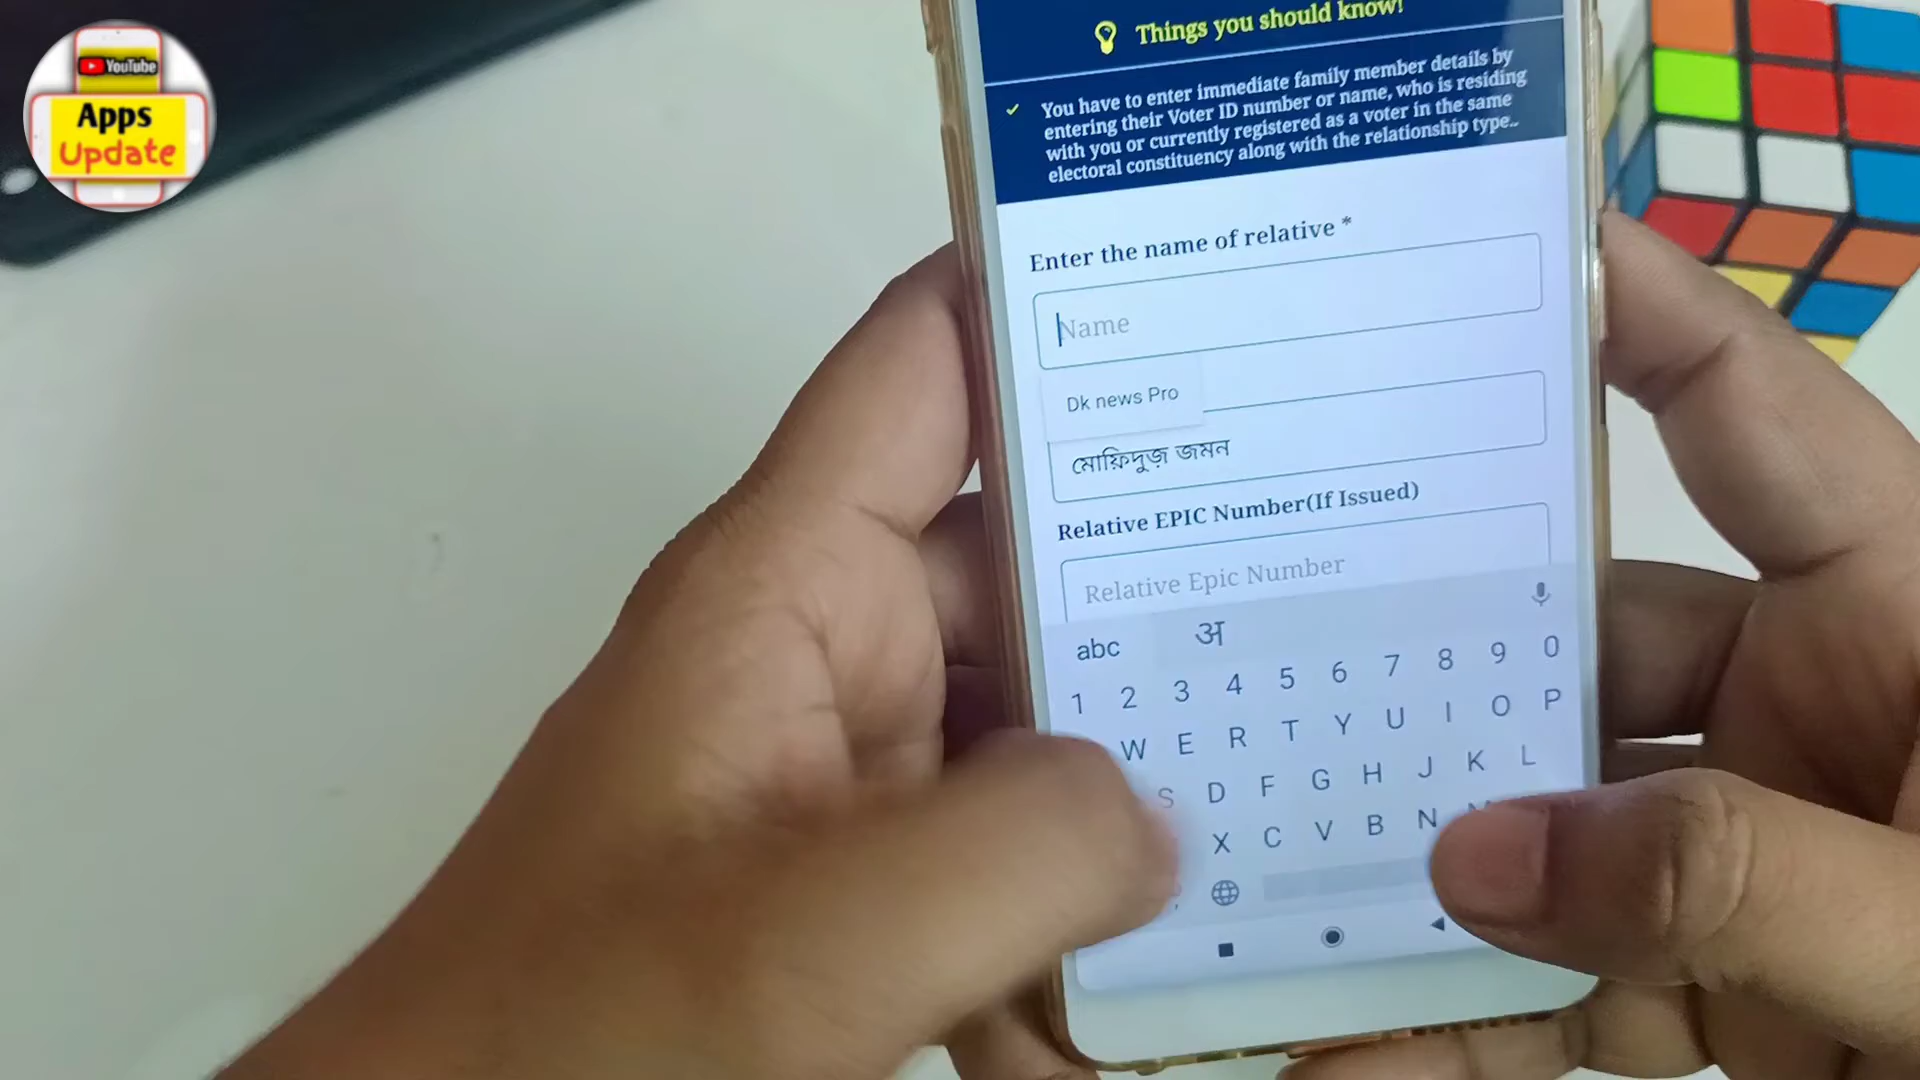 YouTube
Apps
Update
Things you should know!
You have to enter immediate family member details by
entering their Voter ID number or name, who is residing
with you or currently registered as a voter in the same
electoral constituency along with the relationship type..
Enter the name of relative *
Name
Dk news Pro
মোফিদুজ় জমন
Relative EPIC Number(If Issued)
Relative Epic Number
abc अ
1 2 3 4 5 6 7 8 9 0
W E R T Y U I O P
S D F G H J K L
X C V B N